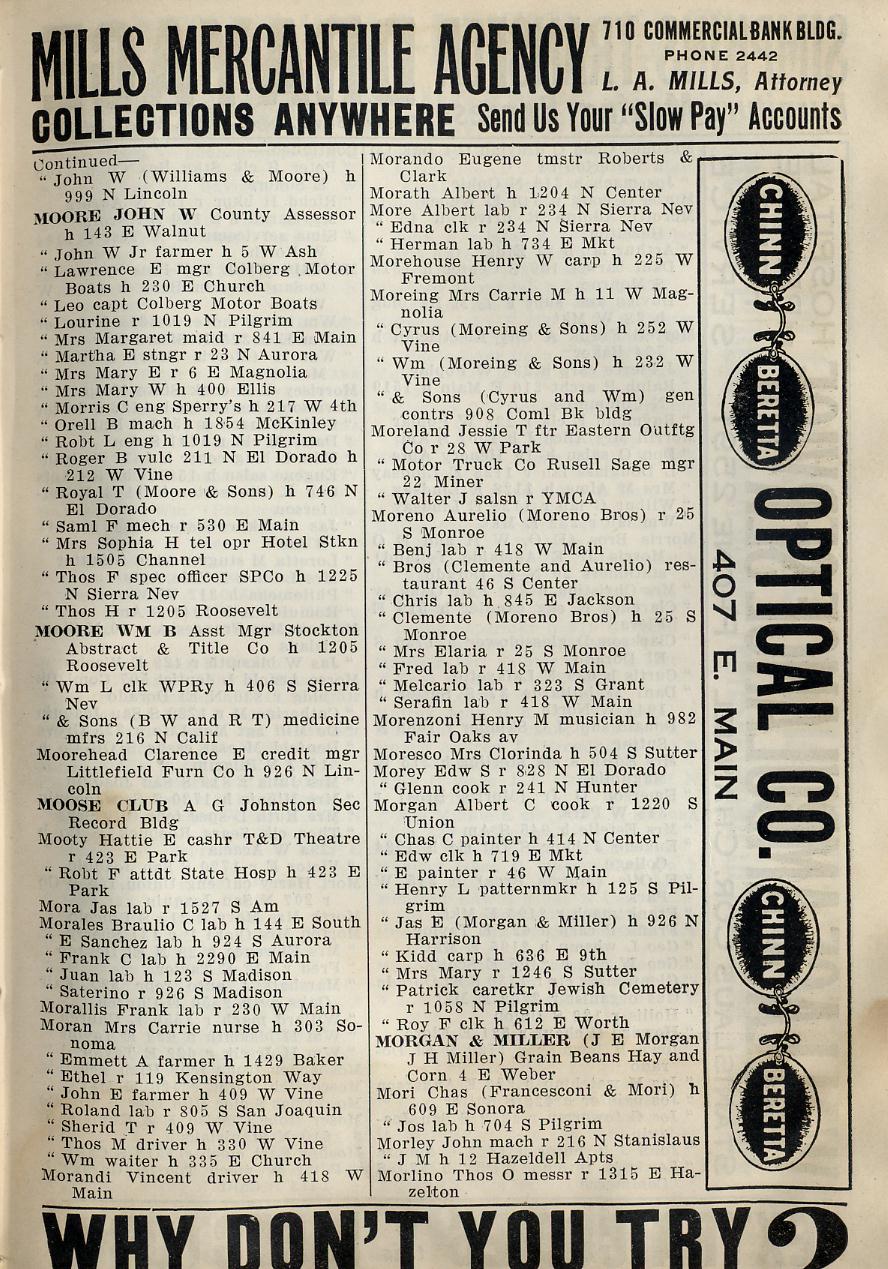 MILLS MERCANTILE AGENCY
710 COMMERCIAL BANK BLDG.
PHONE 2442
L. A. MILLS, Attorney
COLLECTIONS ANYWHERE Send Us Your "Slow Pay" Accounts
Continued—
" John W (Williams & Moore) h
999 N Lincoln
MOORE JOHN W County Assessor
h 143 E Walnut
" John W Jr farmer h 5 W Ash
" Lawrence E mgr Colberg Motor
Boats h 230 E Church
" Leo capt Colberg Motor Boats
" Lourine r 1019 N Pilgrim
" Mrs Margaret maid r 841 E Main
" Martha E stngr r 23 N Aurora
" Mrs Mary E r 6 E Magnolia
" Mrs Mary W h 400 Ellis
" Morris C eng Sperry's h 217 W 4th
" Orell B mach h 1854 McKinley
" Robt L eng h 1019 N Pilgrim
" Roger B vulc 211 N El Dorado h
212 W Vine
" Royal T (Moore & Sons) h 746 N
El Dorado
" Saml F mech r 530 E Main
" Mrs Sophia H tel opr Hotel Stkn
h 1505 Channel
" Thos F spec officer SPCo h 1225
N Sierra Nev
" Thos H r 1205 Roosevelt
MOORE WM B Asst Mgr Stockton
Abstract & Title Co h 1205
Roosevelt
" Wm L clk WPRy h 406 S Sierra
Nev
" & Sons (B W and R T) medicine
mfrs 216 N Calif
Moorehead Clarence E credit mgr
Littlefield Furn Co h 926 N Lin-
coln
MOOSE CLUB A G Johnston Sec
Record Bldg
Mooty Hattie E cashr T&D Theatre
r 423 E Park
" Robt F attdt State Hosp h 423 E
Park
Mora Jas lab r 1527 S Am
Morales Braulio C lab h 144 E South
" E Sanchez lab h 924 S Aurora
" Frank C lab h 2290 E Main
" Juan lab h 123 S Madison
" Saterino r 926 S Madison
Morallis Frank lab r 230 W Main
Moran Mrs Carrie nurse h 303 So-
noma
" Emmett A farmer h 1429 Baker
" Ethel r 119 Kensington Way
" John E farmer h 409 W Vine
" Roland lab r 805 S San Joaquin
" Sherid T r 409 W Vine
" Thos M driver h 330 W Vine
" Wm waiter h 335 E Church
Morandi Vincent driver h 418 W
Main
Morando Eugene tmstr Roberts &
Clark
Morath Albert h 1204 N Center
More Albert lab r 234 N Sierra Nev
" Edna clk r 234 N Sierra Nev
" Herman lab h 734 E Mkt
Morehouse Henry W carp h 225 W
Fremont
Moreing Mrs Carrie M h 11 W Mag-
nolia
" Cyrus (Moreing & Sons) h 252 W
Vine
" Wm (Moreing & Sons) h 232 W
Vine
" & Sons (Cyrus and Wm) gen
contrs 908 Coml Bk bldg
Moreland Jessie T ftr Eastern Outftg
Co r 28 W Park
" Motor Truck Co Rusell Sage mgr
22 Miner
" Walter J salsn r YMCA
Moreno Aurelio (Moreno Bros) r 25
S Monroe
" Benj lab r 418 W Main
" Bros (Clemente and Aurelio) res-
taurant 46 S Center
" Chris lab h 845 E Jackson
" Clemente (Moreno Bros) h 25 S
Monroe
" Mrs Elaria r 25 S Monroe
" Fred lab r 418 W Main
" Melcario lab r 323 S Grant
" Serafin lab r 418 W Main
Morenzoni Henry M musician h 982
Fair Oaks av
Moresco Mrs Clorinda h 504 S Sutter
Morey Edw S r 828 N El Dorado
" Glenn cook r 241 N Hunter
Morgan Albert C cook r 1220 S
Union
" Chas C painter h 414 N Center
" Edw clk h 719 E Mkt
" E painter r 46 W Main
" Henry L patternmkr h 125 S Pil-
grim
" Jas E (Morgan & Miller) h 926 N
Harrison
" Kidd carp h 636 E 9th
" Mrs Mary r 1246 S Sutter
" Patrick caretkr Jewish Cemetery
r 1058 N Pilgrim
" Roy F clk h 612 E Worth
MORGAN & MILLER (J E Morgan
J H Miller) Grain Beans Hay and
Corn 4 E Weber
Mori Chas (Francesconi & Mori) h
609 E Sonora
" Jos lab h 704 S Pilgrim
Morley John mach r 216 N Stanislaus
" J M h 12 Hazeldell Apts
Morlino Thos O messr r 1315 E Ha-
zelton
CHINN BERETTA
OPTICAL CO.
407 E. MAIN
CHINN BERETTA
WHY DON'T YOU TRY?